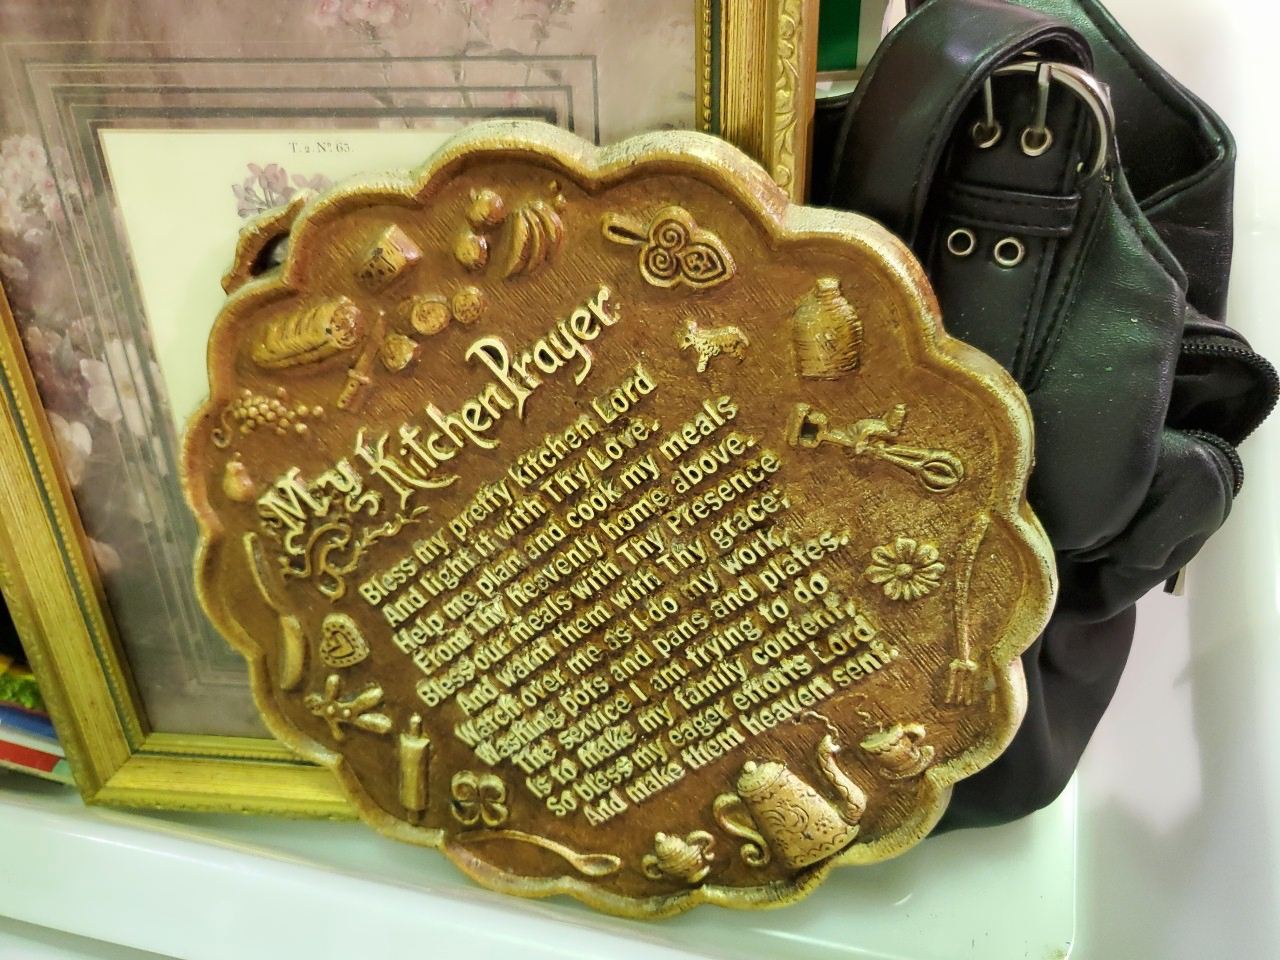 T. 2. Nº 63.
My Kitchen Prayer
Bless my pretty kitchen Lord
And light it with Thy Love.
Help me plan and cook my meals
From Thy heavenly home above.
Bless our meals with Thy Presence
And warm them with Thy grace;
Watch over me as I do my work,
Washing pots and pans and plates.
The service I am trying to do
Is to make my family content,
So bless my eager efforts Lord
And make them heaven sent.